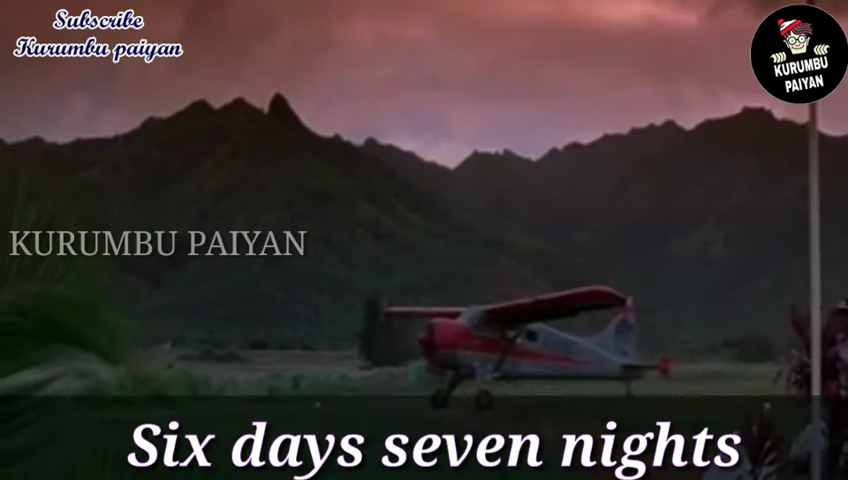 Subscribe
Kurumbu paiyan
KURUMBU
PAIYAN
KURUMBU PAIYAN
Six days seven nights